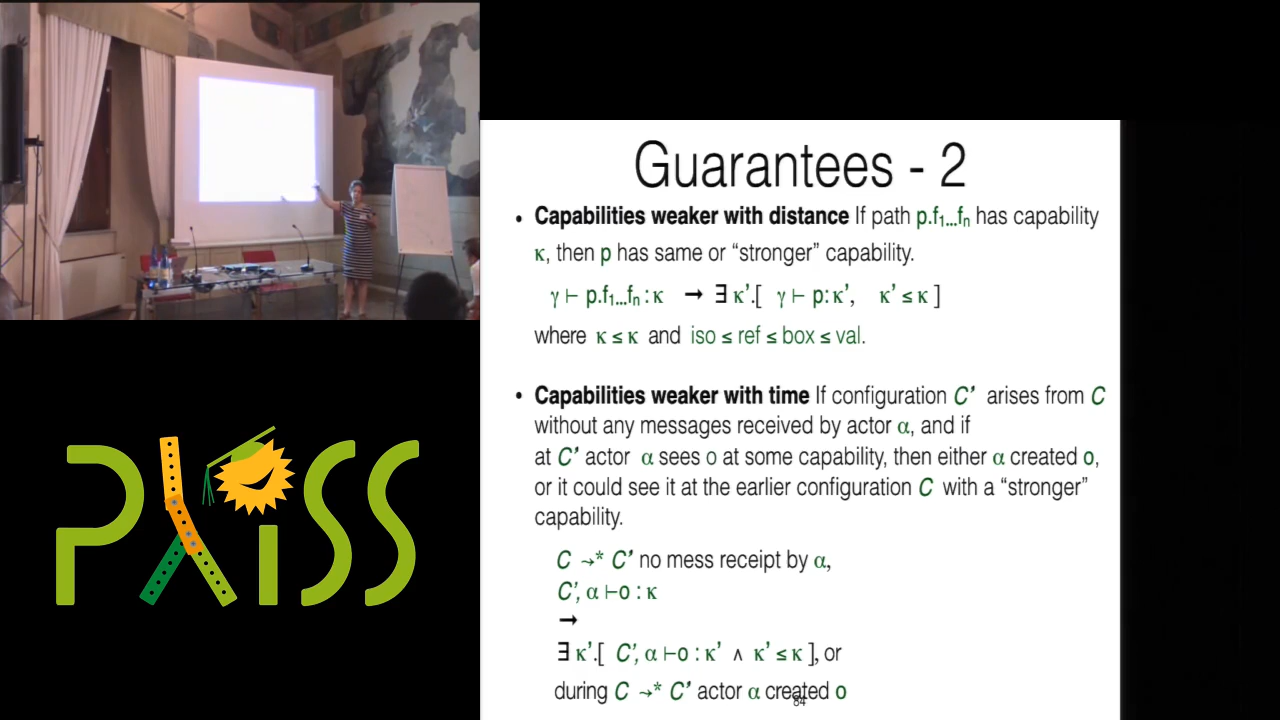 Guarantees - 2
• Capabilities weaker with distance If path p.f₁...fₙ has capability
κ, then p has same or “stronger” capability.
γ ⊢ p.f₁...fₙ : κ → ∃ κ’.[ γ ⊢ p: κ’, κ’ ≤ κ ]
where κ ≤ κ and iso ≤ ref ≤ box ≤ val.
• Capabilities weaker with time If configuration C’ arises from C
without any messages received by actor α, and if
at C’ actor α sees o at some capability, then either α created o,
or it could see it at the earlier configuration C with a “stronger”
capability.
C →* C’ no mess receipt by α,
C’, α ⊢o : κ
→
∃ κ’.[ C’, α ⊢o : κ’ ∧ κ’ ≤ κ ], or
during C →* C’ actor α created o
84
PLISS